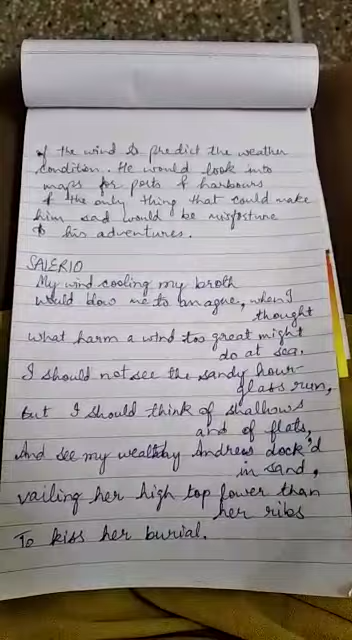 of the wind to predict the weather
condition. He would look into
maps for ports & harbours
& the only thing that could make
him sad would be misfortune
to his adventures.
SALERIO
My wind cooling my broth
would blow me to an ague, when I
thought
what harm a wind too great might
do at sea.
I should not see the sandy hour-
glass run,
But I should think of shallows
and of flats,
And see my wealthy Andrew dock'd
in sand,
vailing her high top lower than
her ribs
To kiss her burial.